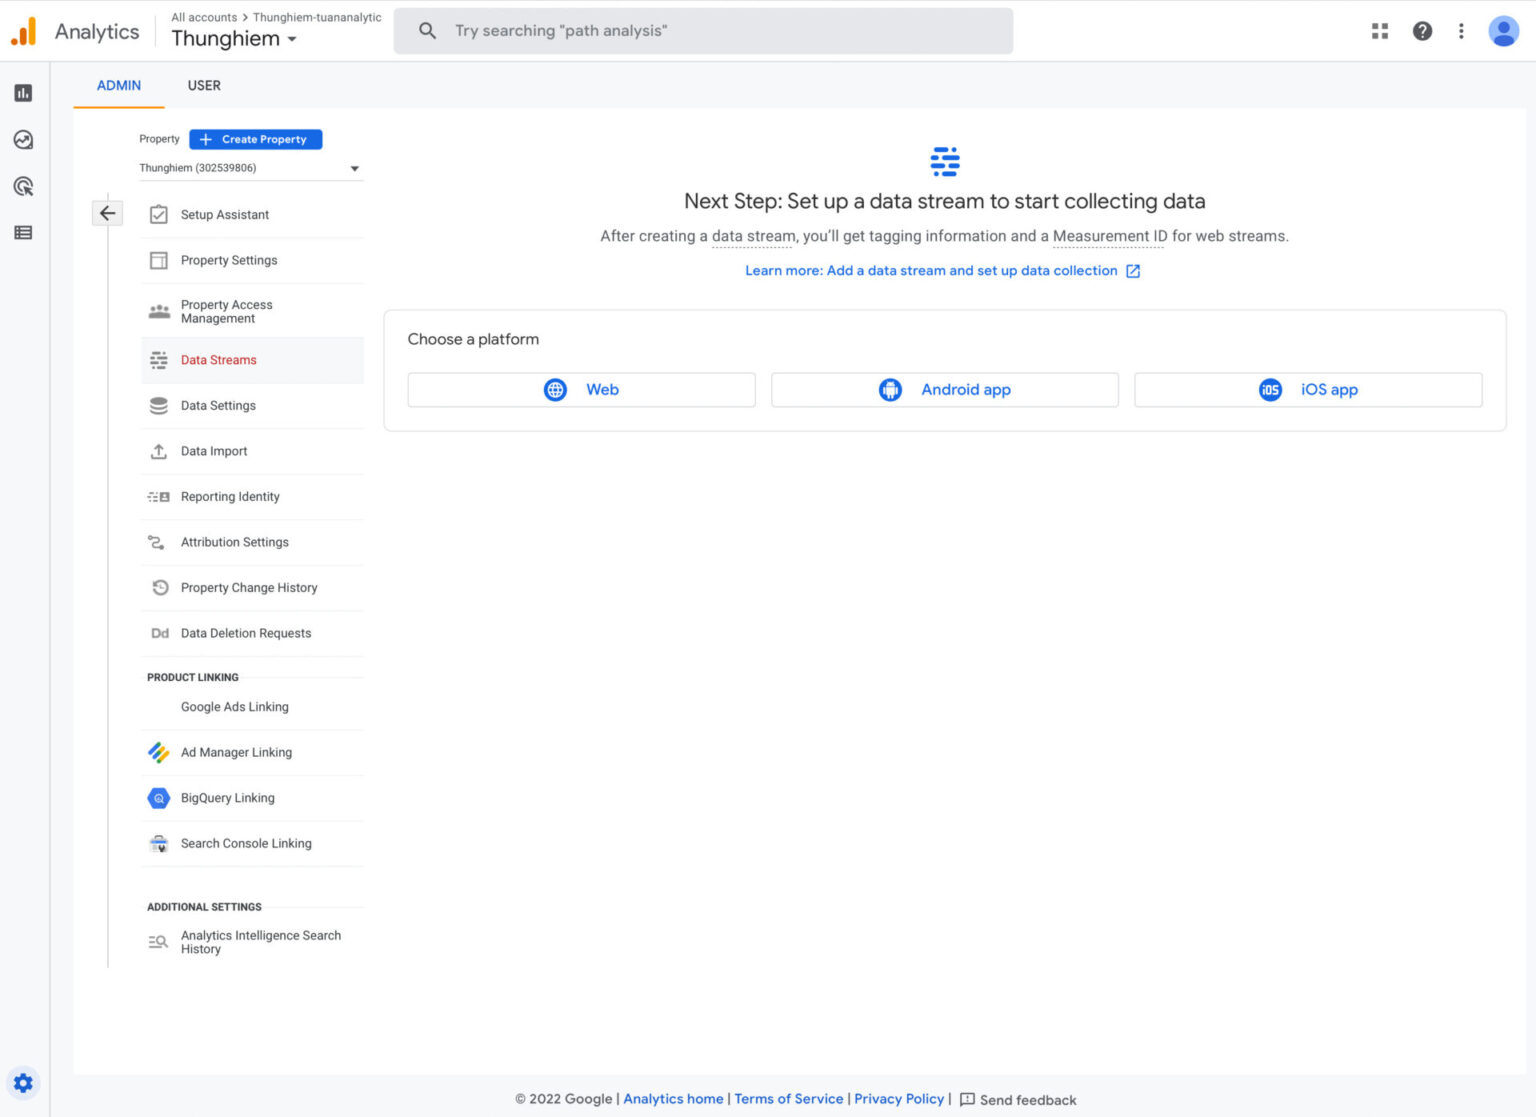 Analytics
All accounts > Thunghiem-tuananalytic
Thunghiem
Try searching "path analysis"
ADMIN
USER
Property
Create Property
Thunghiem (302539806)
Setup Assistant
Property Settings
Property Access
Management
Data Streams
Data Settings
Data Import
Reporting Identity
Attribution Settings
Property Change History
Dd Data Deletion Requests
PRODUCT LINKING
Google Ads Linking
Ad Manager Linking
BigQuery Linking
Search Console Linking
ADDITIONAL SETTINGS
Analytics Intelligence Search
History
Next Step: Set up a data stream to start collecting data
After creating a data stream, you'll get tagging information and a Measurement ID for web streams.
Learn more: Add a data stream and set up data collection
Choose a platform
Web
Android app
iOS iOS app
© 2022 Google | Analytics home | Terms of Service | Privacy Policy | Send feedback